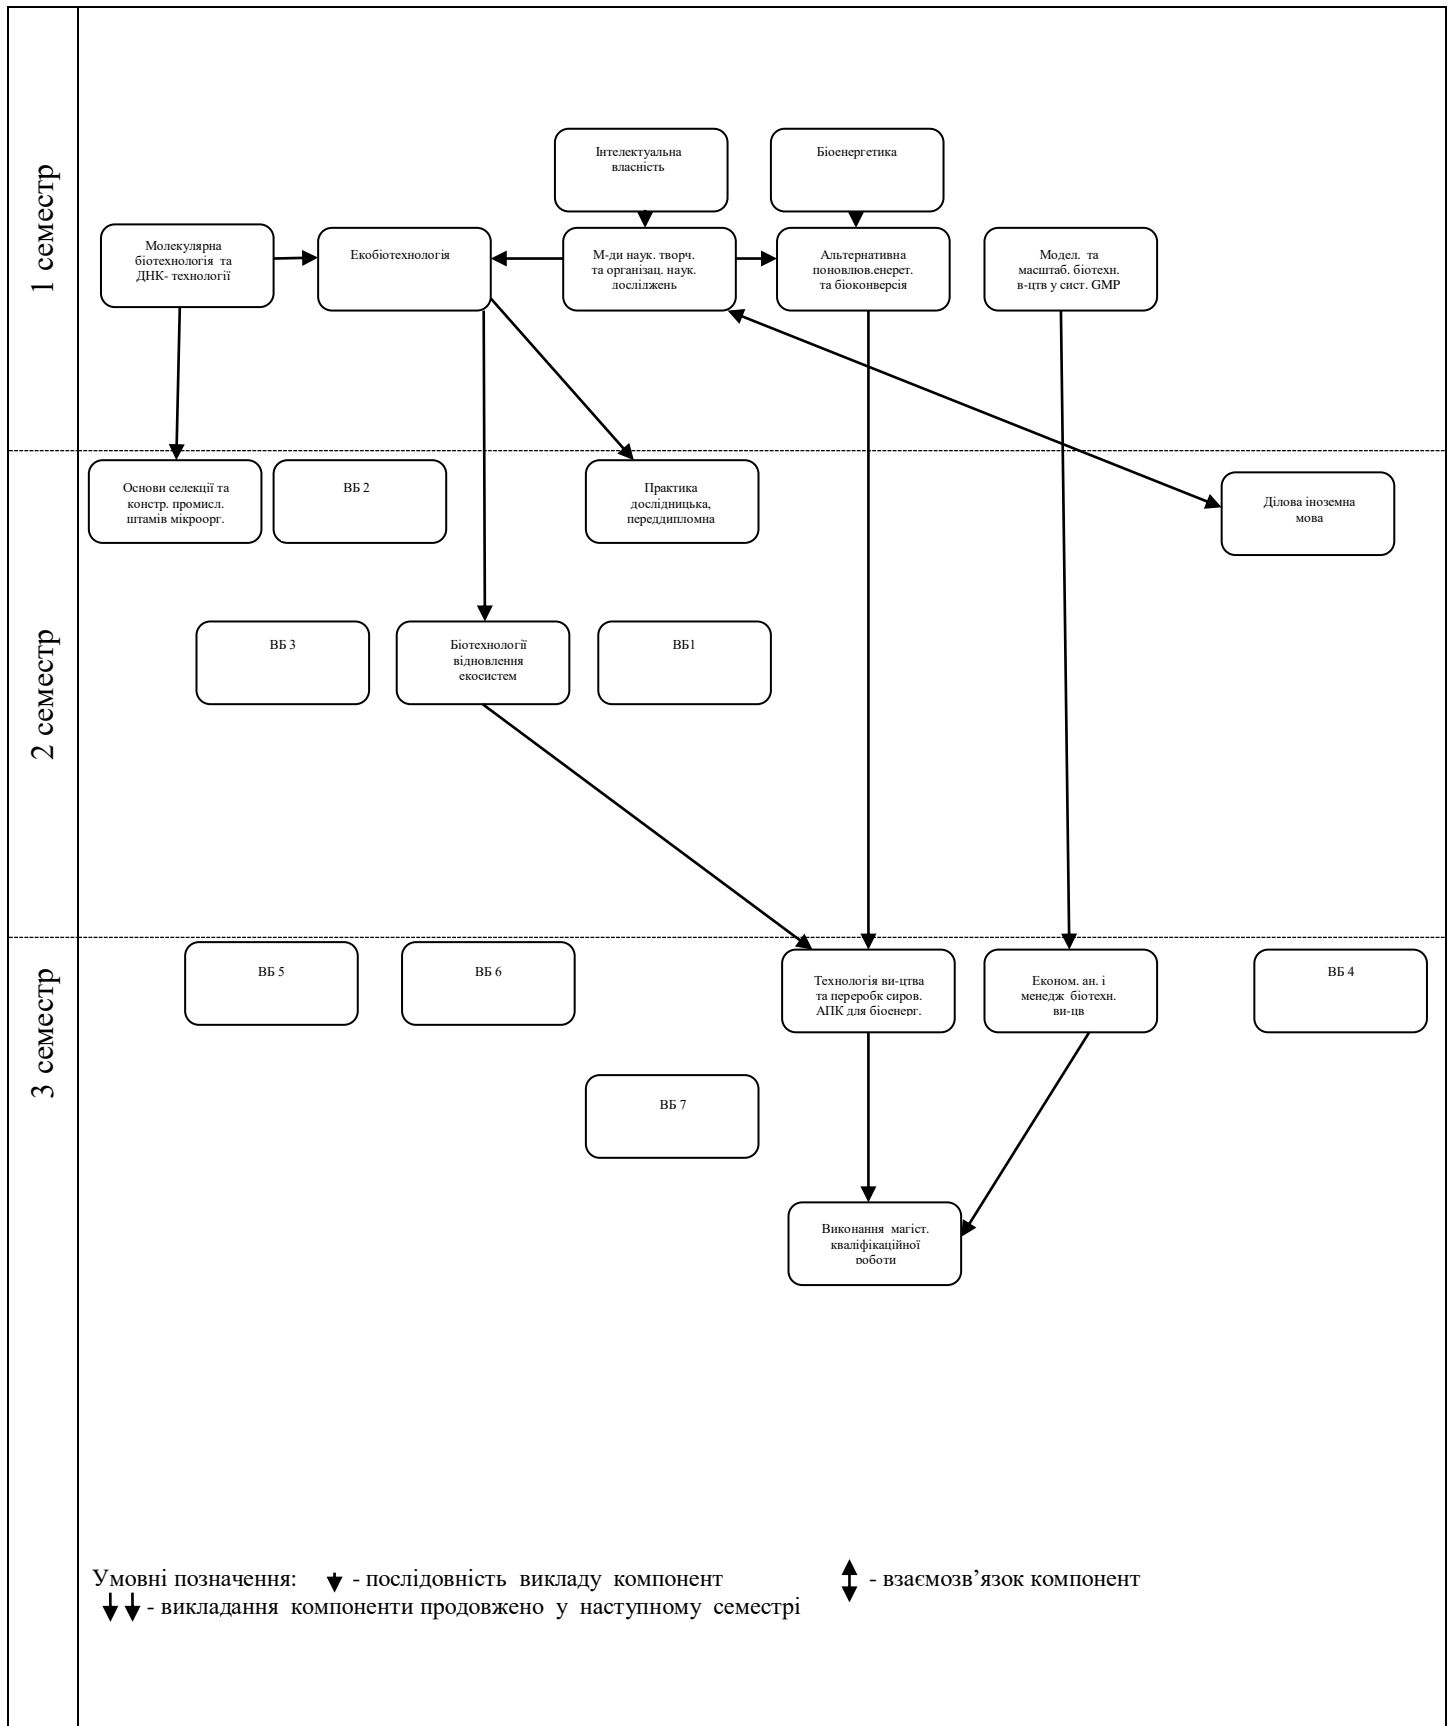 1 семестр
Інтелектуальна
власність
Біоенергетика
Молекулярна
біотехнологія та
ДНК- технології
Екобіотехнологія
М-ди наук. творч.
та організац. наук.
досліджень
Альтернативна
поновлюв.енерет.
та біоконверсія
Модел. та
масштаб. біотехн.
в-цтв у сист. GMP
2 семестр
Основи селекції та
констр. промисл.
штамів мікроорг.
ВБ 2
Практика
дослідницька,
переддипломна
Ділова іноземна
мова
ВБ 3
Біотехнології
відновлення
екосистем
ВБ1
3 семестр
ВБ 5
ВБ 6
Технологія ви-цтва
та переробк сиров.
АПК для біоенерг.
Економ. ан. і
менедж біотехн.
ви-цв
ВБ 4
ВБ 7
Виконання магіст.
кваліфікаційної
роботи
Умовні позначення: - послідовність викладу компонент - взаємозв’язок компонент
- викладання компоненти продовжено у наступному семестрі